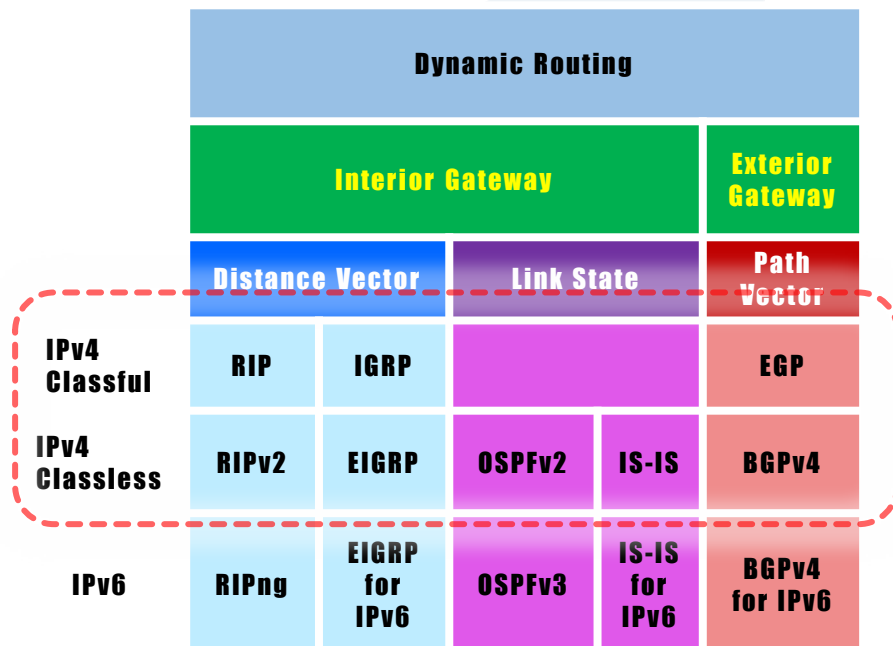 Dynamic Routing
Interior Gateway
Exterior
Gateway
Distance Vector
Link State
Path
Vector
IPv4
Classful
RIP
IGRP
EGP
IPv4
Classless
RIPv2
EIGRP
OSPFv2
IS-IS
BGPv4
IPv6
RIPng
EIGRP
for
IPv6
OSPFv3
IS-IS
for
IPv6
BGPv4
for IPv6